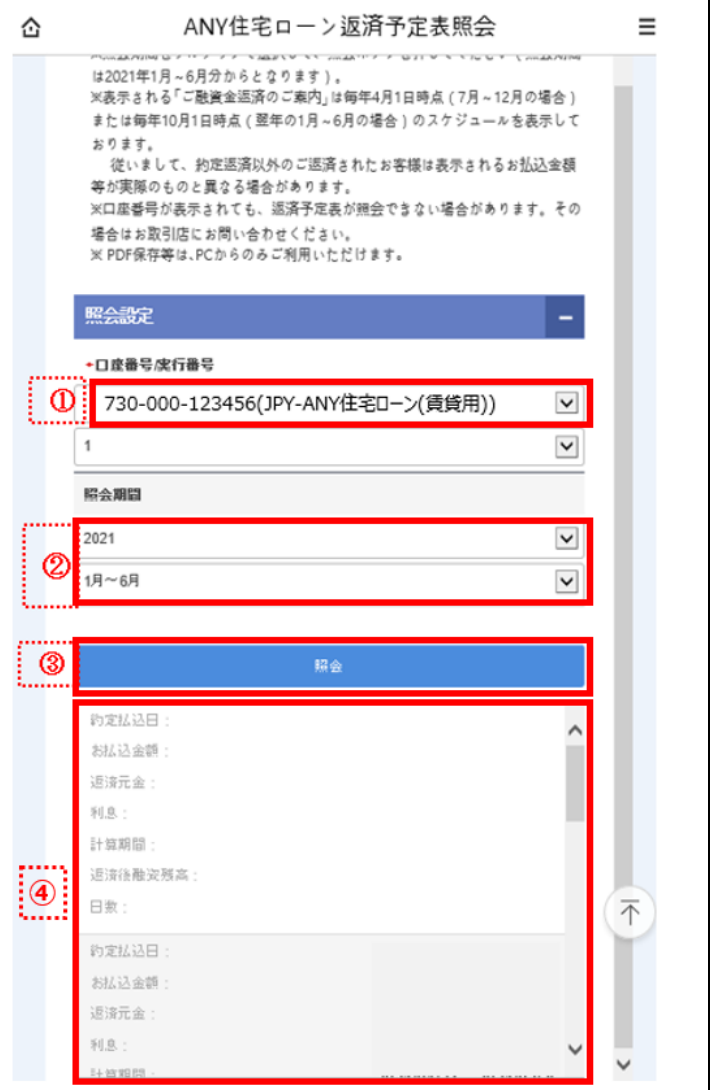 ANY住宅ローン返済予定表照会
は2021年1月~6月分からとなります)。
※表示される「ご融資金返済のご案内」は毎年4月1日時点(7月~12月の場合)
または毎年10月1日時点(翌年の1月~6月の場合)のスケジュールを表示して
おります。
従いまして、約定返済以外のご返済されたお客様は表示されるお払込金額
等が実際のものと異なる場合があります。
※口座番号が表示されても、返済予定表が照会できない場合があります。その
場合はお取引店にお問い合わせください。
※ PDF保存等は、PCからのみご利用いただけます。
照会設定
*口座番号/実行番号
① 730-000-123456(JPY-ANY住宅ローン(賃貸用))
1
照会期間
2021
②
1月~6月
③ 照会
約定払込日 :
お払込金額 :
返済元金 :
利息 :
計算期間 :
返済後融資残高 :
④
日数 :
約定払込日 :
お払込金額 :
返済元金 :
利息 :
計算期間 :